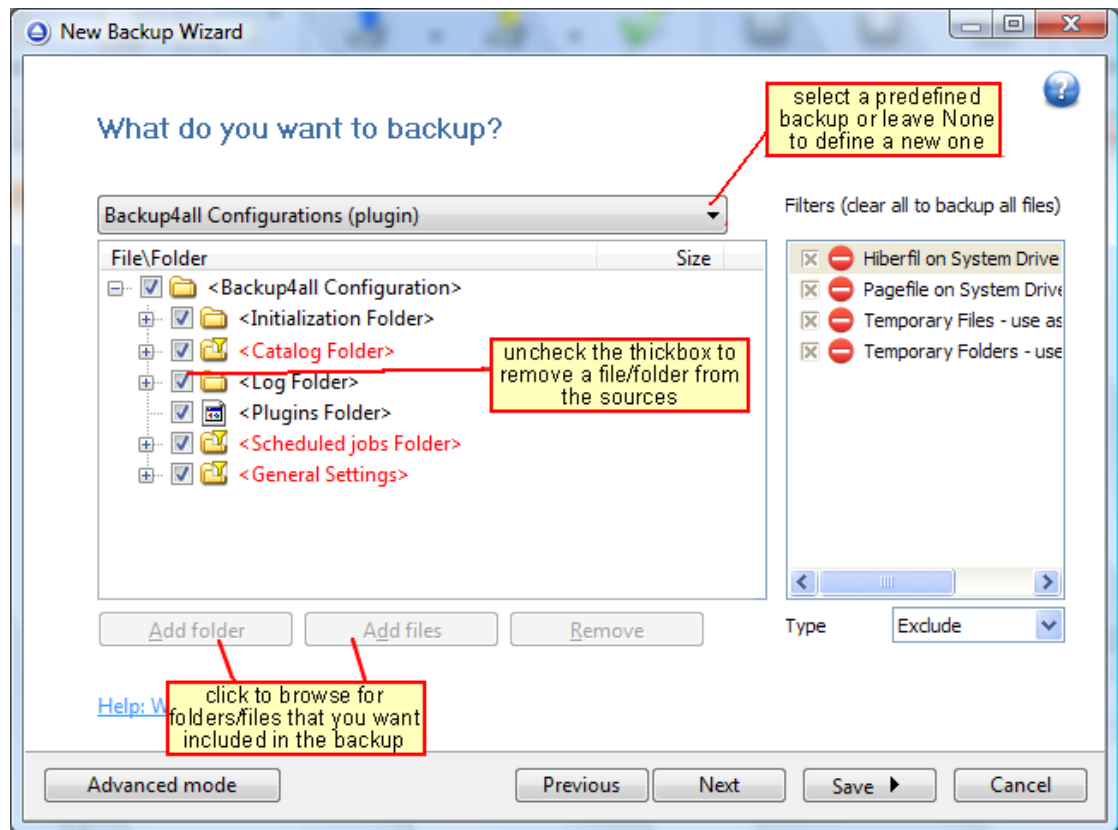 New Backup Wizard
select a predefined
backup or leave None
to define a new one
What do you want to backup?
Backup4all Configurations (plugin)
Filters (clear all to backup all files)
File\Folder Size
<Backup4all Configuration>
<Initialization Folder>
<Catalog Folder>
<Log Folder>
<Plugins Folder>
<Scheduled jobs Folder>
<General Settings>
uncheck the thickbox to
remove a file/folder from
the sources
Hiberfil on System Drive
Pagefile on System Drive
Temporary Files - use as
Temporary Folders - use
Add folder Add files Remove
Type Exclude
Help: W
click to browse for
folders/files that you want
included in the backup
Advanced mode Previous Next Save Cancel